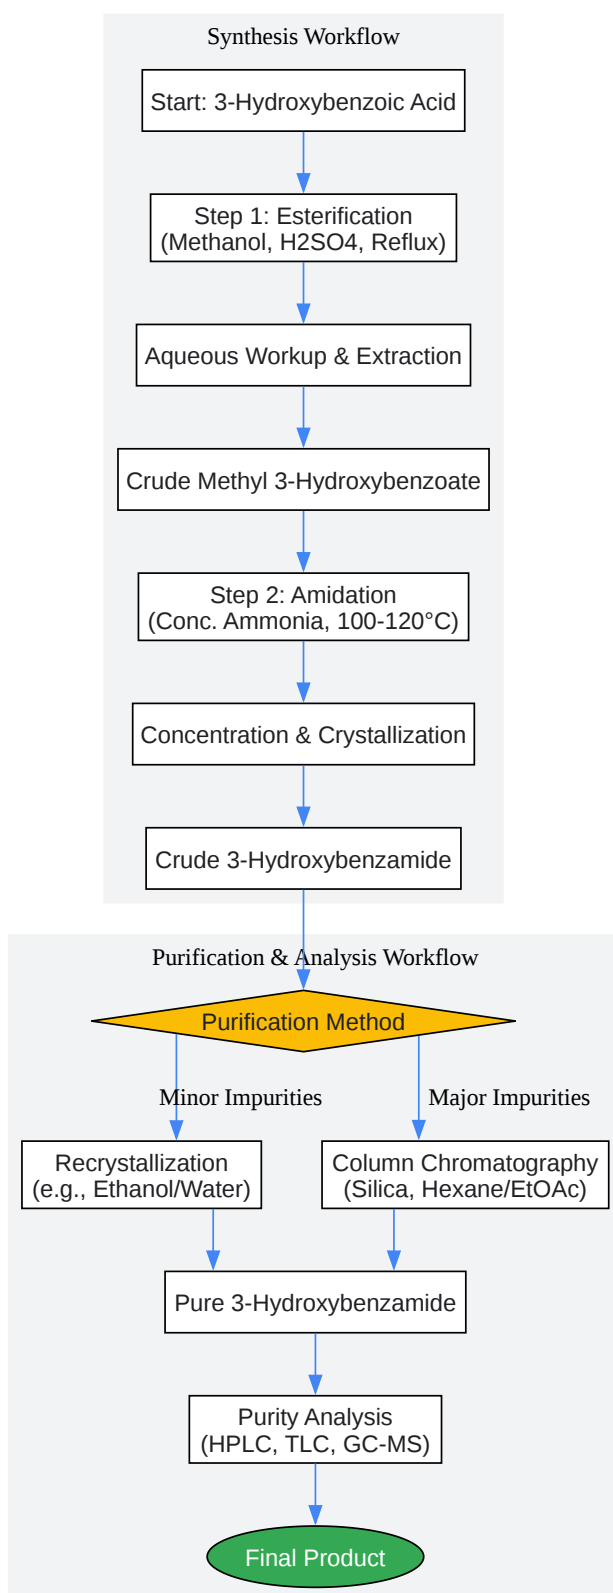 Synthesis Workflow
Start: 3-Hydroxybenzoic Acid
Step 1: Esterification
(Methanol, H2SO4, Reflux)
Aqueous Workup & Extraction
Crude Methyl 3-Hydroxybenzoate
Step 2: Amidation
(Conc. Ammonia, 100-120°C)
Concentration & Crystallization
Crude 3-Hydroxybenzamide
Purification & Analysis Workflow
Purification Method
Minor Impurities
Major Impurities
Recrystallization
(e.g., Ethanol/Water)
Column Chromatography
(Silica, Hexane/EtOAc)
Pure 3-Hydroxybenzamide
Purity Analysis
(HPLC, TLC, GC-MS)
Final Product